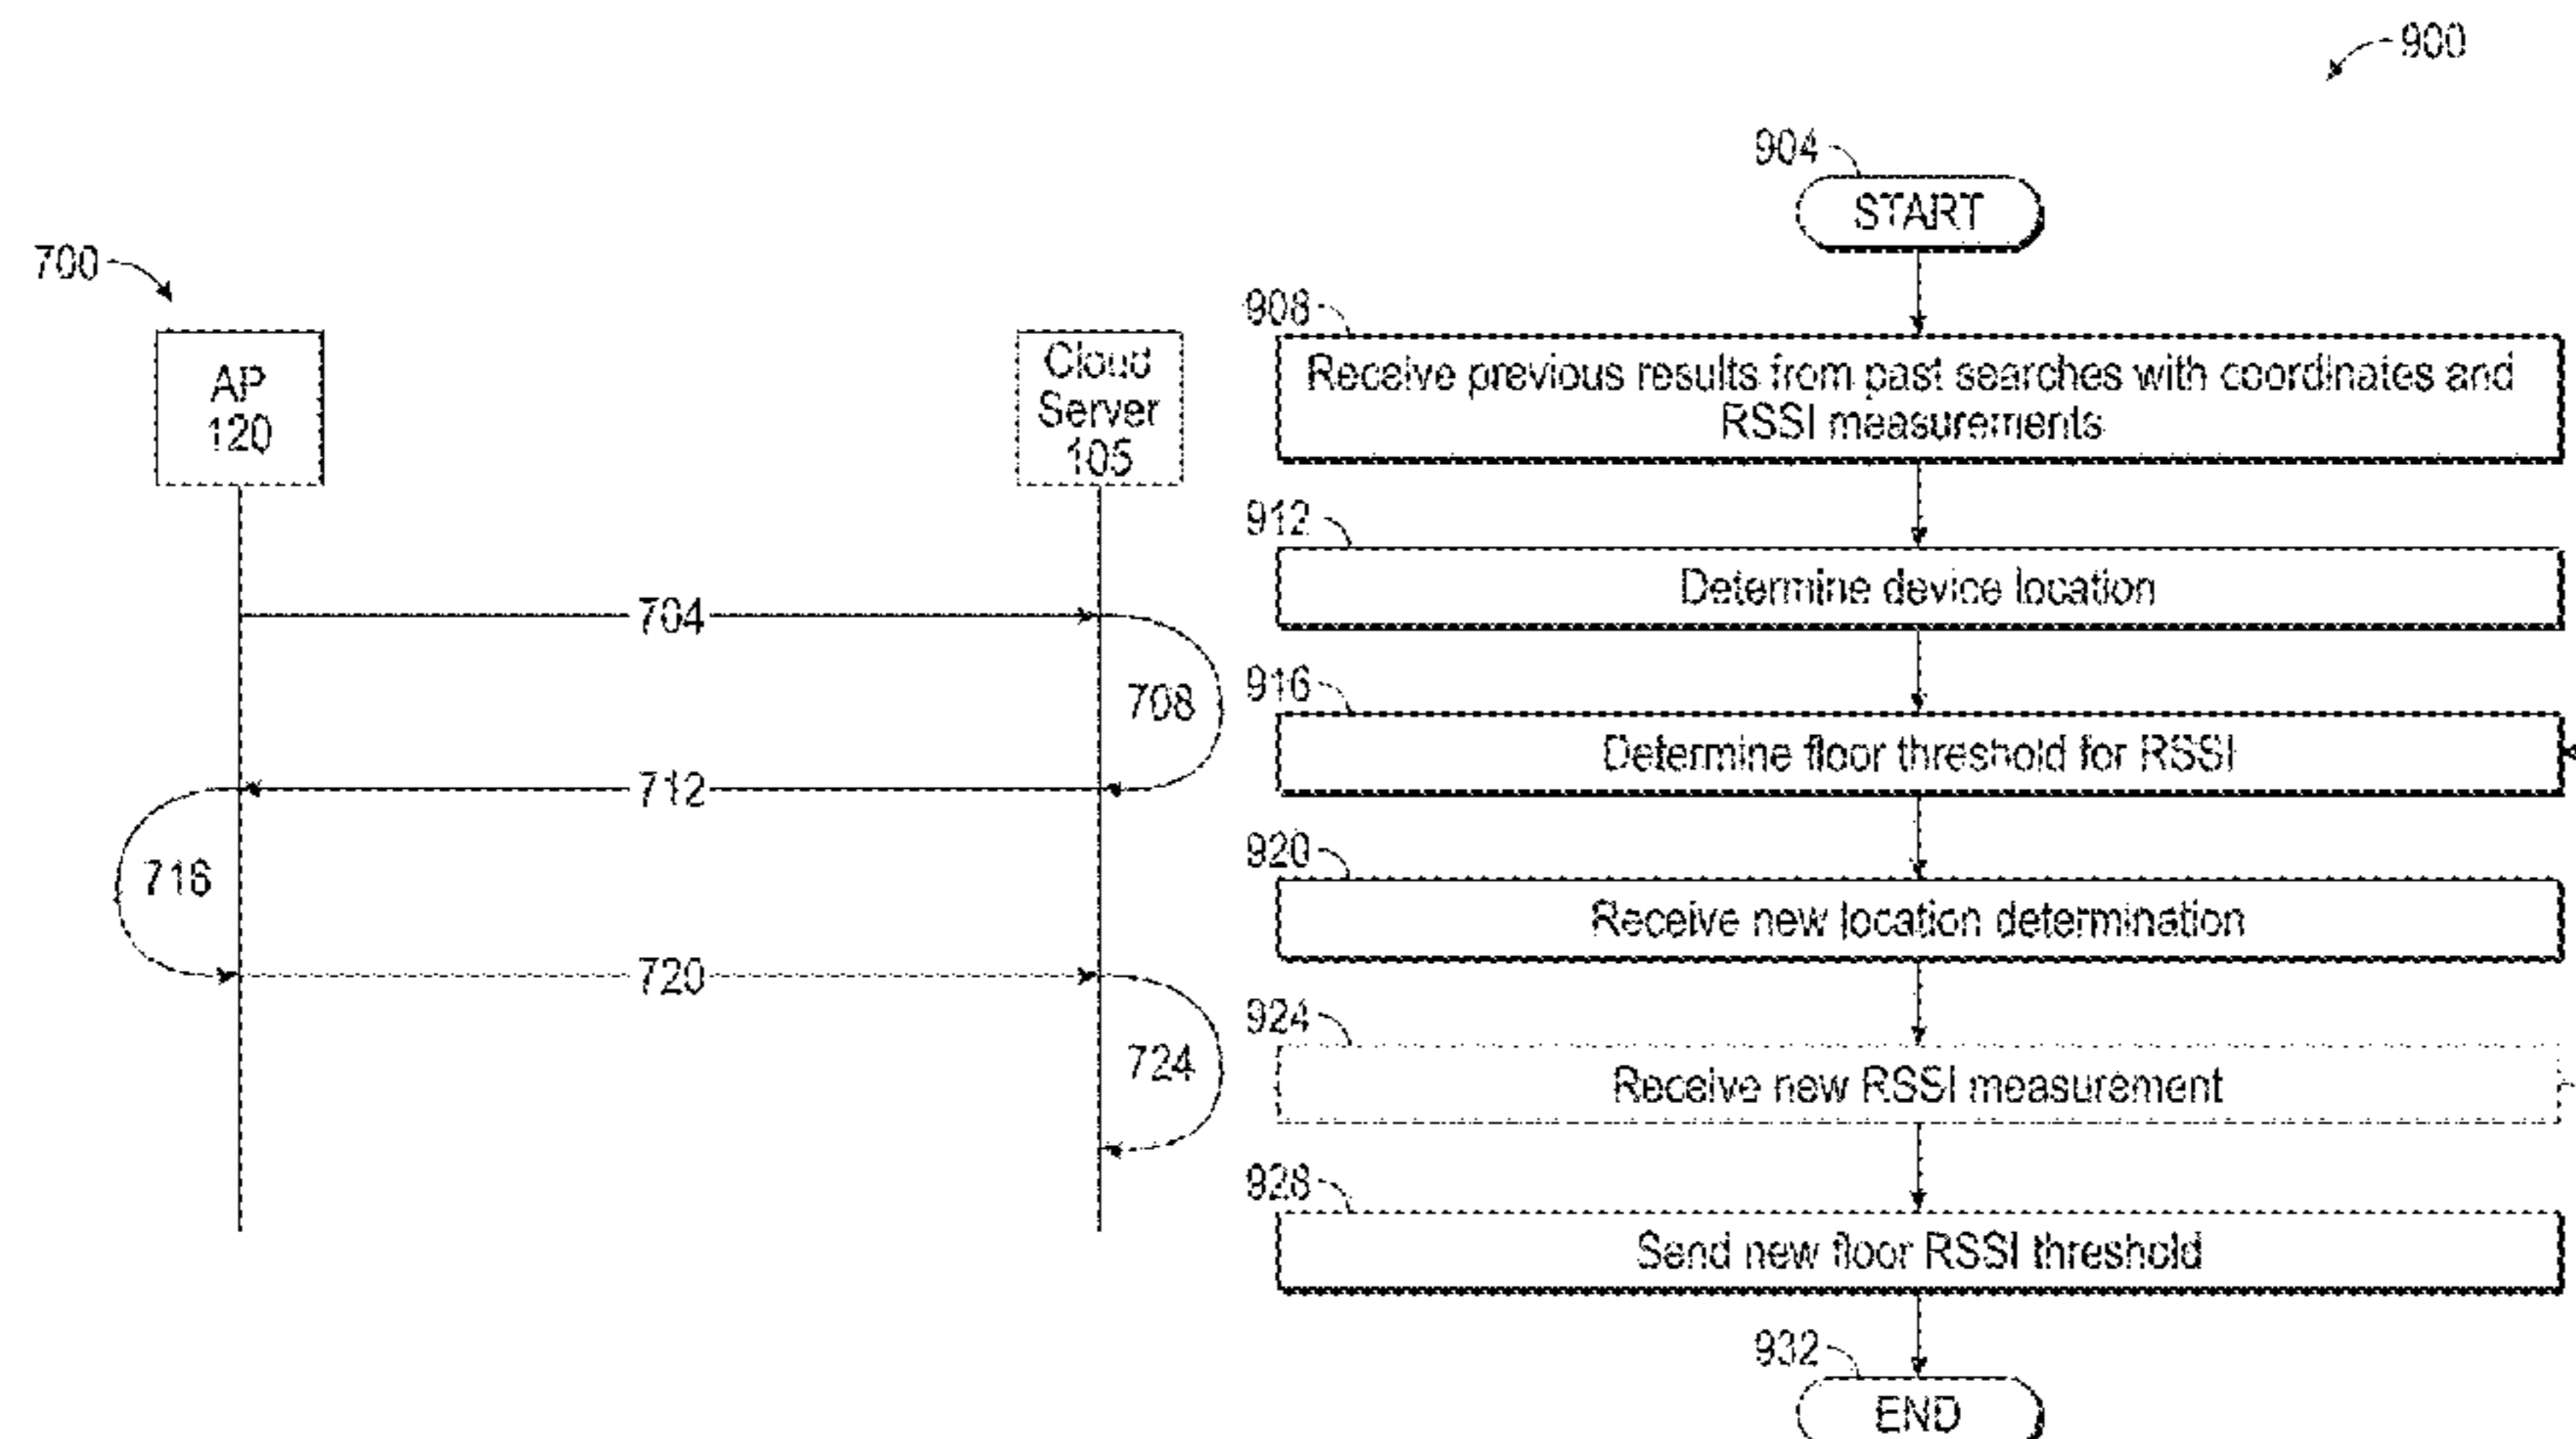 900
904
START
700
908
Receive previous results from past searches with coordinates and
RSSI measurements
AP
120
Cloud
Server
105
912
Determine device location
704
708
916
Determine floor threshold for RSSI
712
716
920
Receive new location determination
720
724
924
Receive new RSSI measurement
928
Send new floor RSSI threshold
932
END